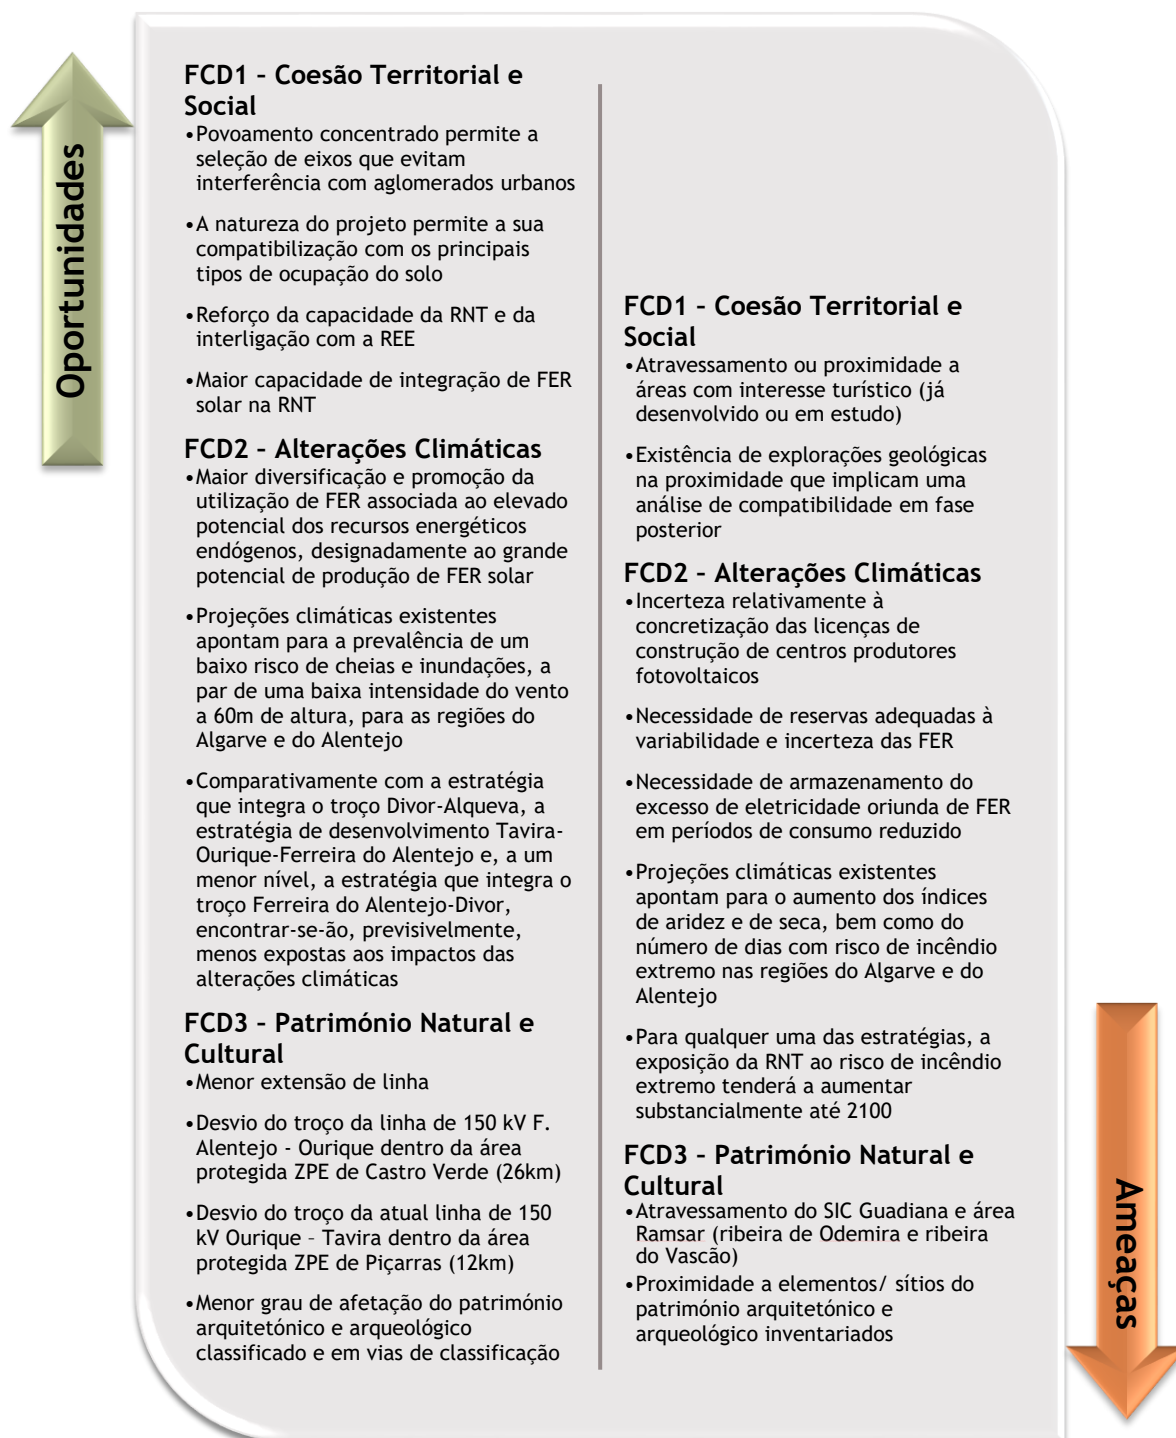 Oportunidades
FCD1 – Coesão Territorial e
Social
•Povoamento concentrado permite a
seleção de eixos que evitam
interferência com aglomerados urbanos
•A natureza do projeto permite a sua
compatibilização com os principais
tipos de ocupação do solo
•Reforço da capacidade da RNT e da
interligação com a REE
•Maior capacidade de integração de FER
solar na RNT
FCD2 – Alterações Climáticas
•Maior diversificação e promoção da
utilização de FER associada ao elevado
potencial dos recursos energéticos
endógenos, designadamente ao grande
potencial de produção de FER solar
•Projeções climáticas existentes
apontam para a prevalência de um
baixo risco de cheias e inundações, a
par de uma baixa intensidade do vento
a 60m de altura, para as regiões do
Algarve e do Alentejo
•Comparativamente com a estratégia
que integra o troço Divor-Alqueva, a
estratégia de desenvolvimento Tavira-
Ourique-Ferreira do Alentejo e, a um
menor nível, a estratégia que integra o
troço Ferreira do Alentejo-Divor,
encontrar-se-ão, previsivelmente,
menos expostas aos impactos das
alterações climáticas
FCD3 – Património Natural e
Cultural
•Menor extensão de linha
•Desvio do troço da linha de 150 kV F.
Alentejo - Ourique dentro da área
protegida ZPE de Castro Verde (26km)
•Desvio do troço da atual linha de 150
kV Ourique – Tavira dentro da área
protegida ZPE de Piçarras (12km)
•Menor grau de afetação do património
arquitetónico e arqueológico
classificado e em vias de classificação
FCD1 – Coesão Territorial e
Social
•Atravessamento ou proximidade a
áreas com interesse turístico (já
desenvolvido ou em estudo)
•Existência de explorações geológicas
na proximidade que implicam uma
análise de compatibilidade em fase
posterior
FCD2 – Alterações Climáticas
•Incerteza relativamente à
concretização das licenças de
construção de centros produtores
fotovoltaicos
•Necessidade de reservas adequadas à
variabilidade e incerteza das FER
•Necessidade de armazenamento do
excesso de eletricidade oriunda de FER
em períodos de consumo reduzido
•Projeções climáticas existentes
apontam para o aumento dos índices
de aridez e de seca, bem como do
número de dias com risco de incêndio
extremo nas regiões do Algarve e do
Alentejo
•Para qualquer uma das estratégias, a
exposição da RNT ao risco de incêndio
extremo tenderá a aumentar
substancialmente até 2100
FCD3 – Património Natural e
Cultural
•Atravessamento do SIC Guadiana e área
Ramsar (ribeira de Odemira e ribeira
do Vascão)
•Proximidade a elementos/ sítios do
património arquitetónico e
arqueológico inventariados
Ameaças